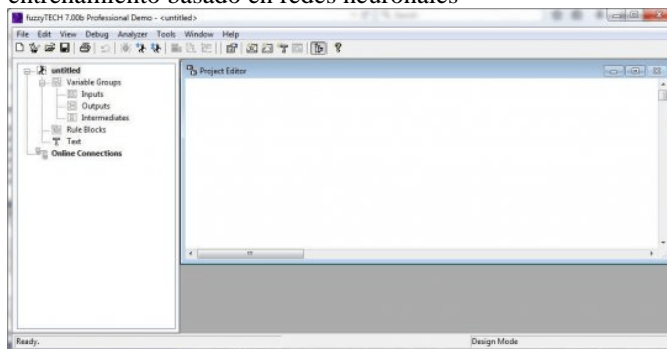 entrenamiento basado en redes neuronales
fuzzyTECH 7.00b Professional Demo - <untitled>
File Edit View Debug Analyzer Tools Window Help
untitled
Variable Groups
Inputs
Outputs
Intermediates
Rule Blocks
Text
Online Connections
Project Editor
Ready.
Design Mode